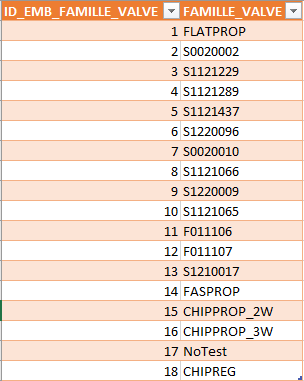 ID_EMB_FAMILLE_VALVE FAMILLE_VALVE
1 FLATPROP
2 S0020002
3 S1121229
4 S1121289
5 S1121437
6 S1220096
7 S0020010
8 S1121066
9 S1220009
10 S1121065
11 F011106
12 F011107
13 S1210017
14 FASPROP
15 CHIPPROP_2W
16 CHIPPROP_3W
17 NoTest
18 CHIPREG